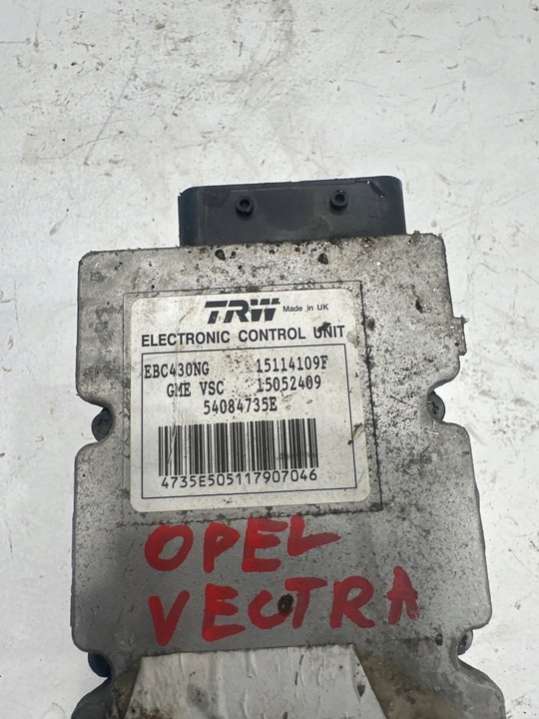 TRW Made in UK
ELECTRONIC CONTROL UNIT
EBC430NG 15114109F
GME VSC 15052409
54084735E
4735E505117907046
OPEL
VECTRA